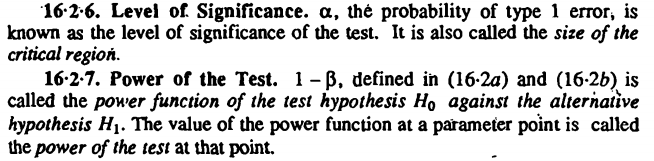 16·2·6. Level of Significance. α, the probability of type 1 error, is
known as the level of significance of the test. It is also called the size of the
critical region.
16·2·7. Power of the Test. 1 – β, defined in (16·2a) and (16·2b) is
called the power function of the test hypothesis H₀ against the alternative
hypothesis H₁. The value of the power function at a parameter point is called
the power of the test at that point.